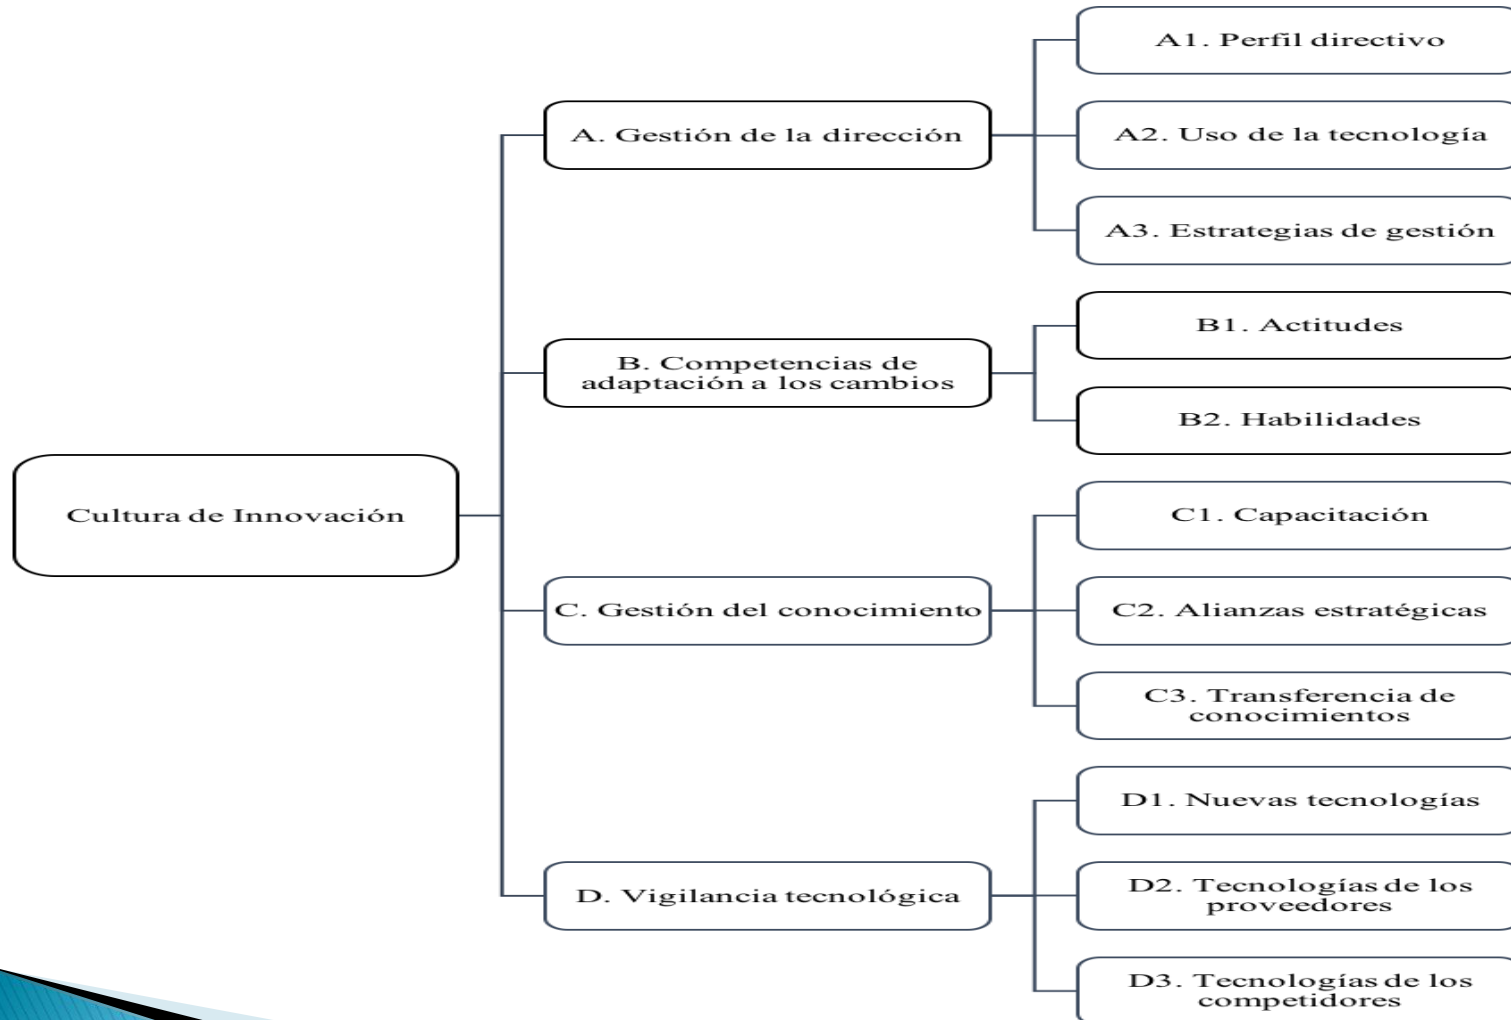 A1. Perfil directivo
A. Gestión de la dirección
A2. Uso de la tecnología
A3. Estrategias de gestión
B1. Actitudes
B. Competencias de
adaptación a los cambios
B2. Habilidades
Cultura de Innovación
C1. Capacitación
C. Gestión del conocimiento
C2. Alianzas estratégicas
C3. Transferencia de
conocimientos
D1. Nuevas tecnologías
D. Vigilancia tecnológica
D2. Tecnologías de los
proveedores
D3. Tecnologías de los
competidores